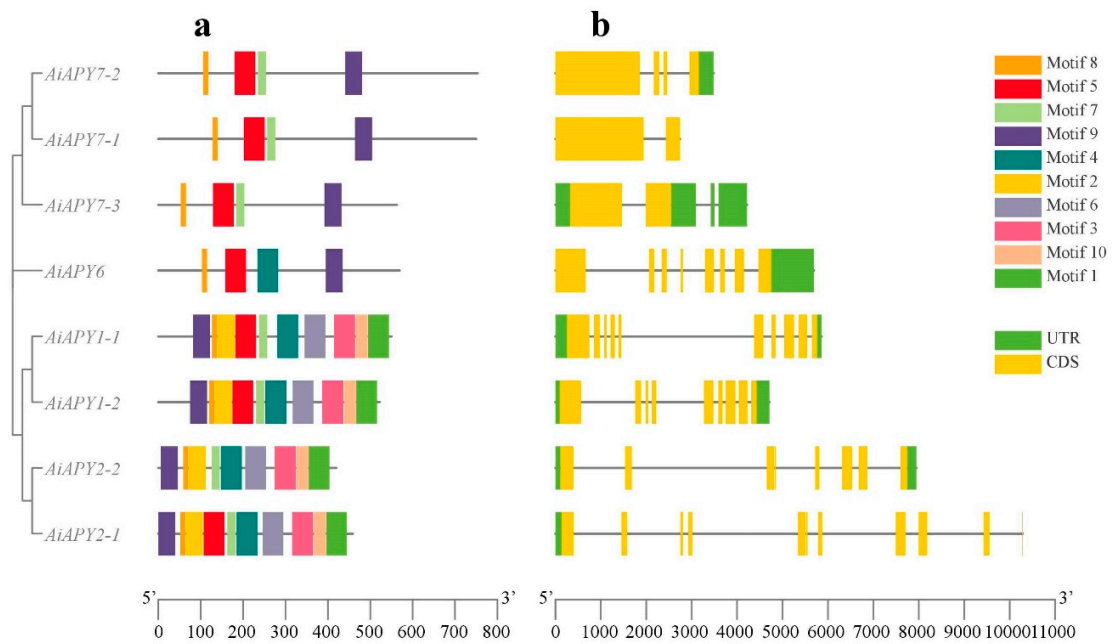 a b
AiAPY7-2
AiAPY7-1
AiAPY7-3
AiAPY6
AiAPY1-1
AiAPY1-2
AiAPY2-2
AiAPY2-1
Motif 8
Motif 5
Motif 7
Motif 9
Motif 4
Motif 2
Motif 6
Motif 3
Motif 10
Motif 1
UTR
CDS
5’ 3’ 5’ 3’
0 100 200 300 400 500 600 700 800 0 1000 2000 3000 4000 5000 6000 7000 8000 9000 10000 11000